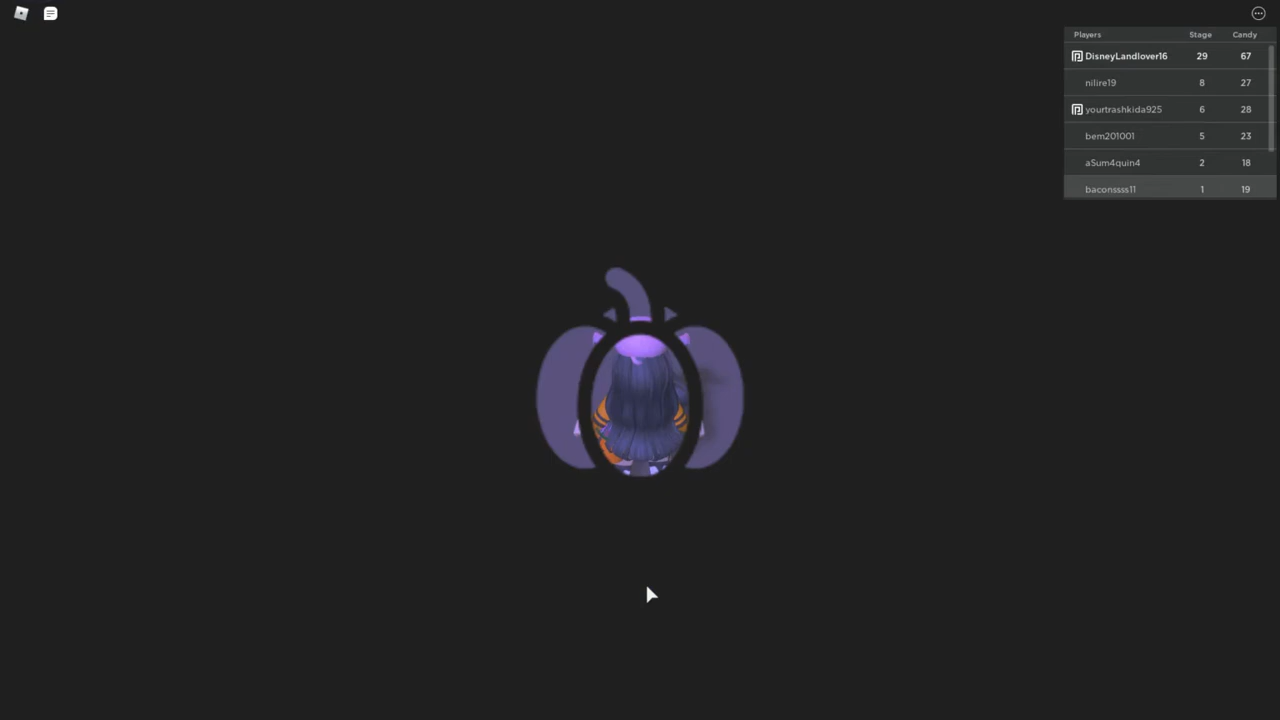 Players Stage Candy
DisneyLandlover16 29 67
nilire19 8 27
yourtrashkida925 6 28
bem201001 5 23
aSum4quin4 2 18
baconssss11 1 19